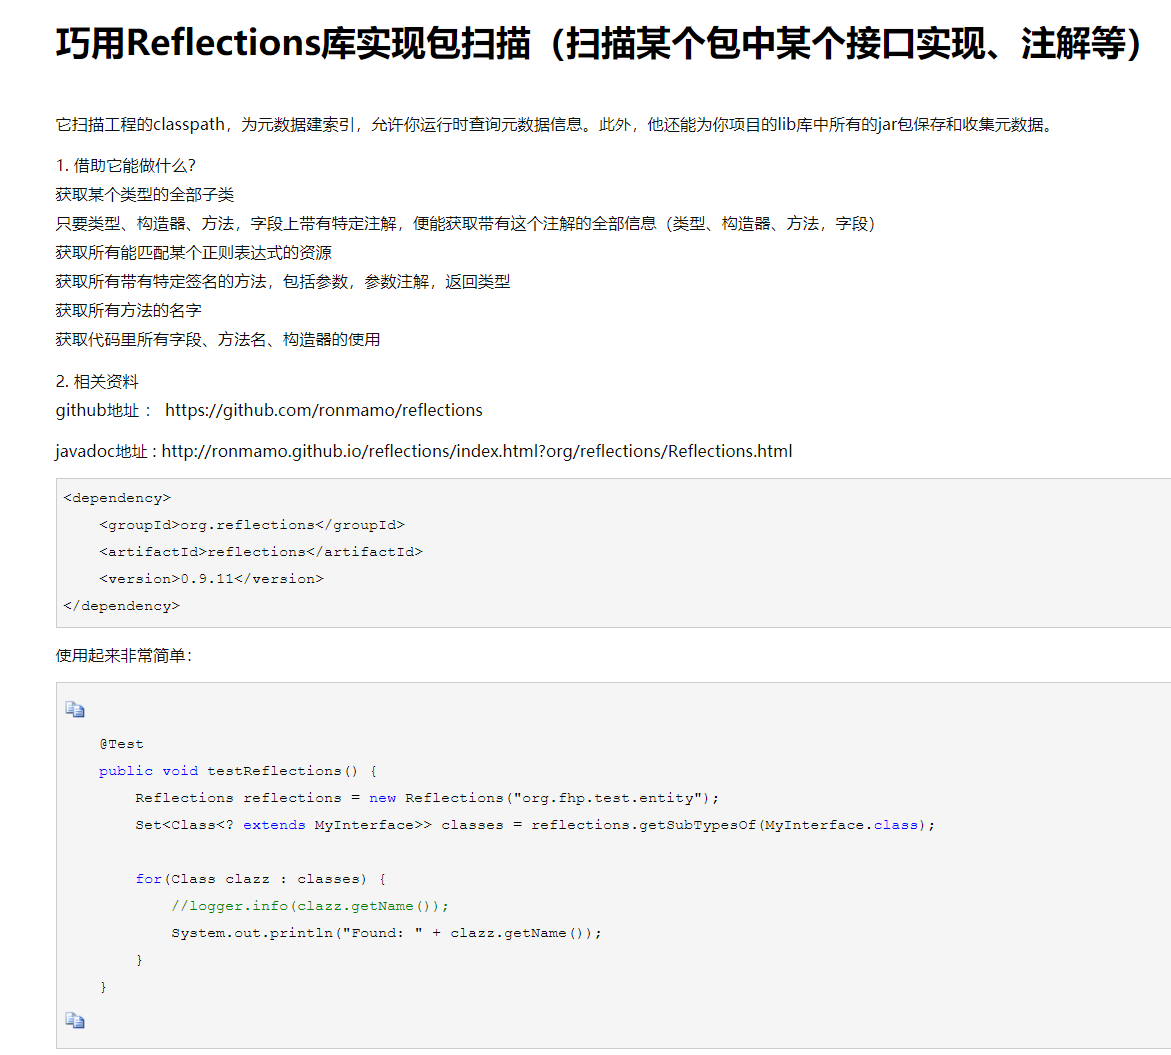 巧用Reflections库实现包扫描（扫描某个包中某个接口实现、注解等）
它扫描工程的classpath，为元数据建索引，允许你运行时查询元数据信息。此外，他还能为你项目的lib库中所有的jar包保存和收集元数据。
1. 借助它能做什么？
获取某个类型的全部子类
只要类型、构造器、方法，字段上带有特定注解，便能获取带有这个注解的全部信息（类型、构造器、方法，字段）
获取所有能匹配某个正则表达式的资源
获取所有带有特定签名的方法，包括参数，参数注解，返回类型
获取所有方法的名字
获取代码里所有字段、方法名、构造器的使用
2. 相关资料
github地址： https://github.com/ronmamo/reflections
javadoc地址 : http://ronmamo.github.io/reflections/index.html?org/reflections/Reflections.html
<dependency>
    <groupId>org.reflections</groupId>
    <artifactId>reflections</artifactId>
    <version>0.9.11</version>
</dependency>
使用起来非常简单：
    @Test
    public void testReflections() {
        Reflections reflections = new Reflections("org.fhp.test.entity");
        Set<Class<? extends MyInterface>> classes = reflections.getSubTypesOf(MyInterface.class);
        for(Class clazz : classes) {
            //logger.info(clazz.getName());
            System.out.println("Found: " + clazz.getName());
        }
    }